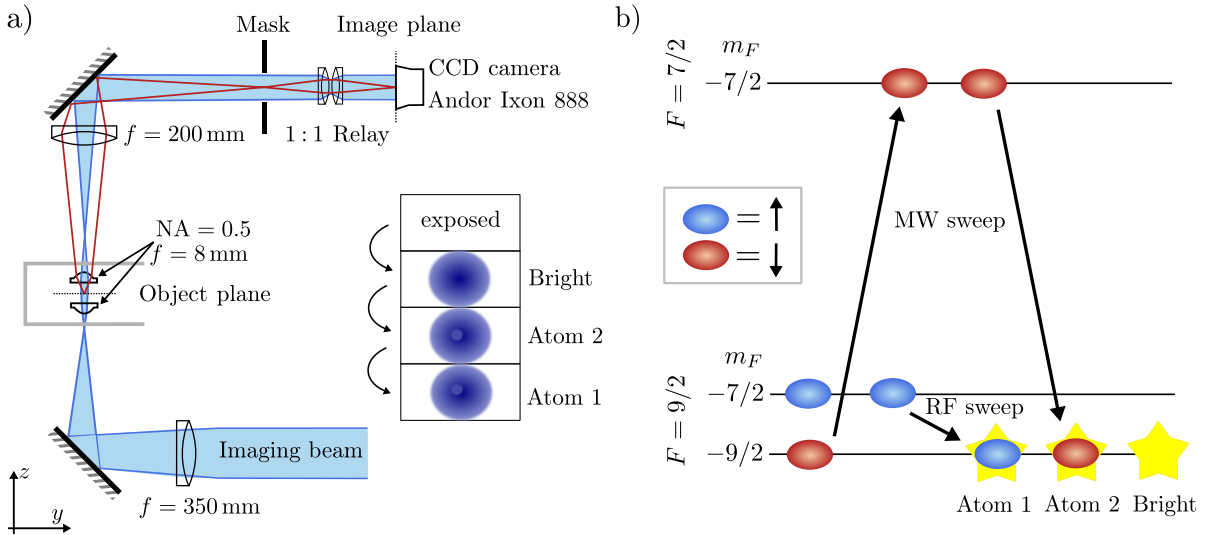 a)
Mask
Image plane
CCD camera
Andor Ixon 888
f = 200 mm
1 : 1 Relay
NA = 0.5
f = 8 mm
Object plane
exposed
Bright
Atom 2
Atom 1
Imaging beam
f = 350 mm
z
y
b)
F = 7/2
m_F
−7/2
=
=
MW sweep
F = 9/2
m_F
−7/2
RF sweep
−9/2
Atom 1
Atom 2
Bright